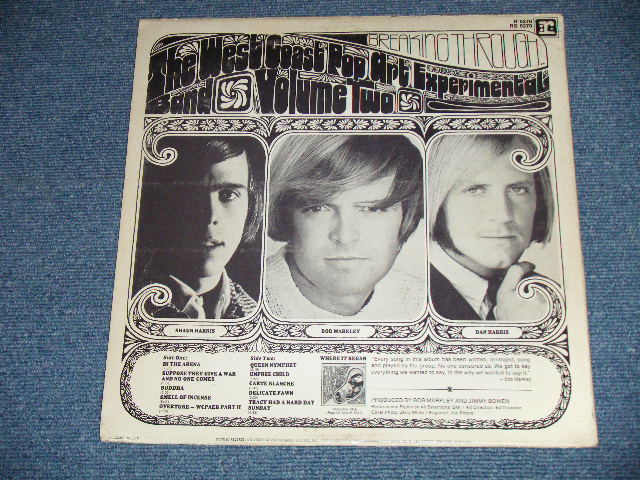 R 6270
RS 6270
BREAKING THROUGH.
The West Coast Pop Art Experimental
Band Volume Two
SHAUN HARRIS
BOB MARKLEY
DAN HARRIS
Side One:
IN THE ARENA
SUPPOSE THEY GIVE A WAR
AND NO ONE COMES
BUDDHA
SMELL OF INCENSE
OVERTURE - WCPAEB PART II
Side Two:
QUEEN NYMPHET
UNFREE CHILD
CARTE BLANCHE
DELICATE FAWN
TRACY HAD A HARD DAY
SUNDAY
WHERE IT BEGAN
VOLUME ONE
"Every song in this album has been written, arranged, sung
and played by the group. No one censored us. We got to say
everything we wanted to say, in the way we wanted to say it."
— Bob Markley
PRODUCED BY BOB MARKLEY AND JIMMY BOWEN